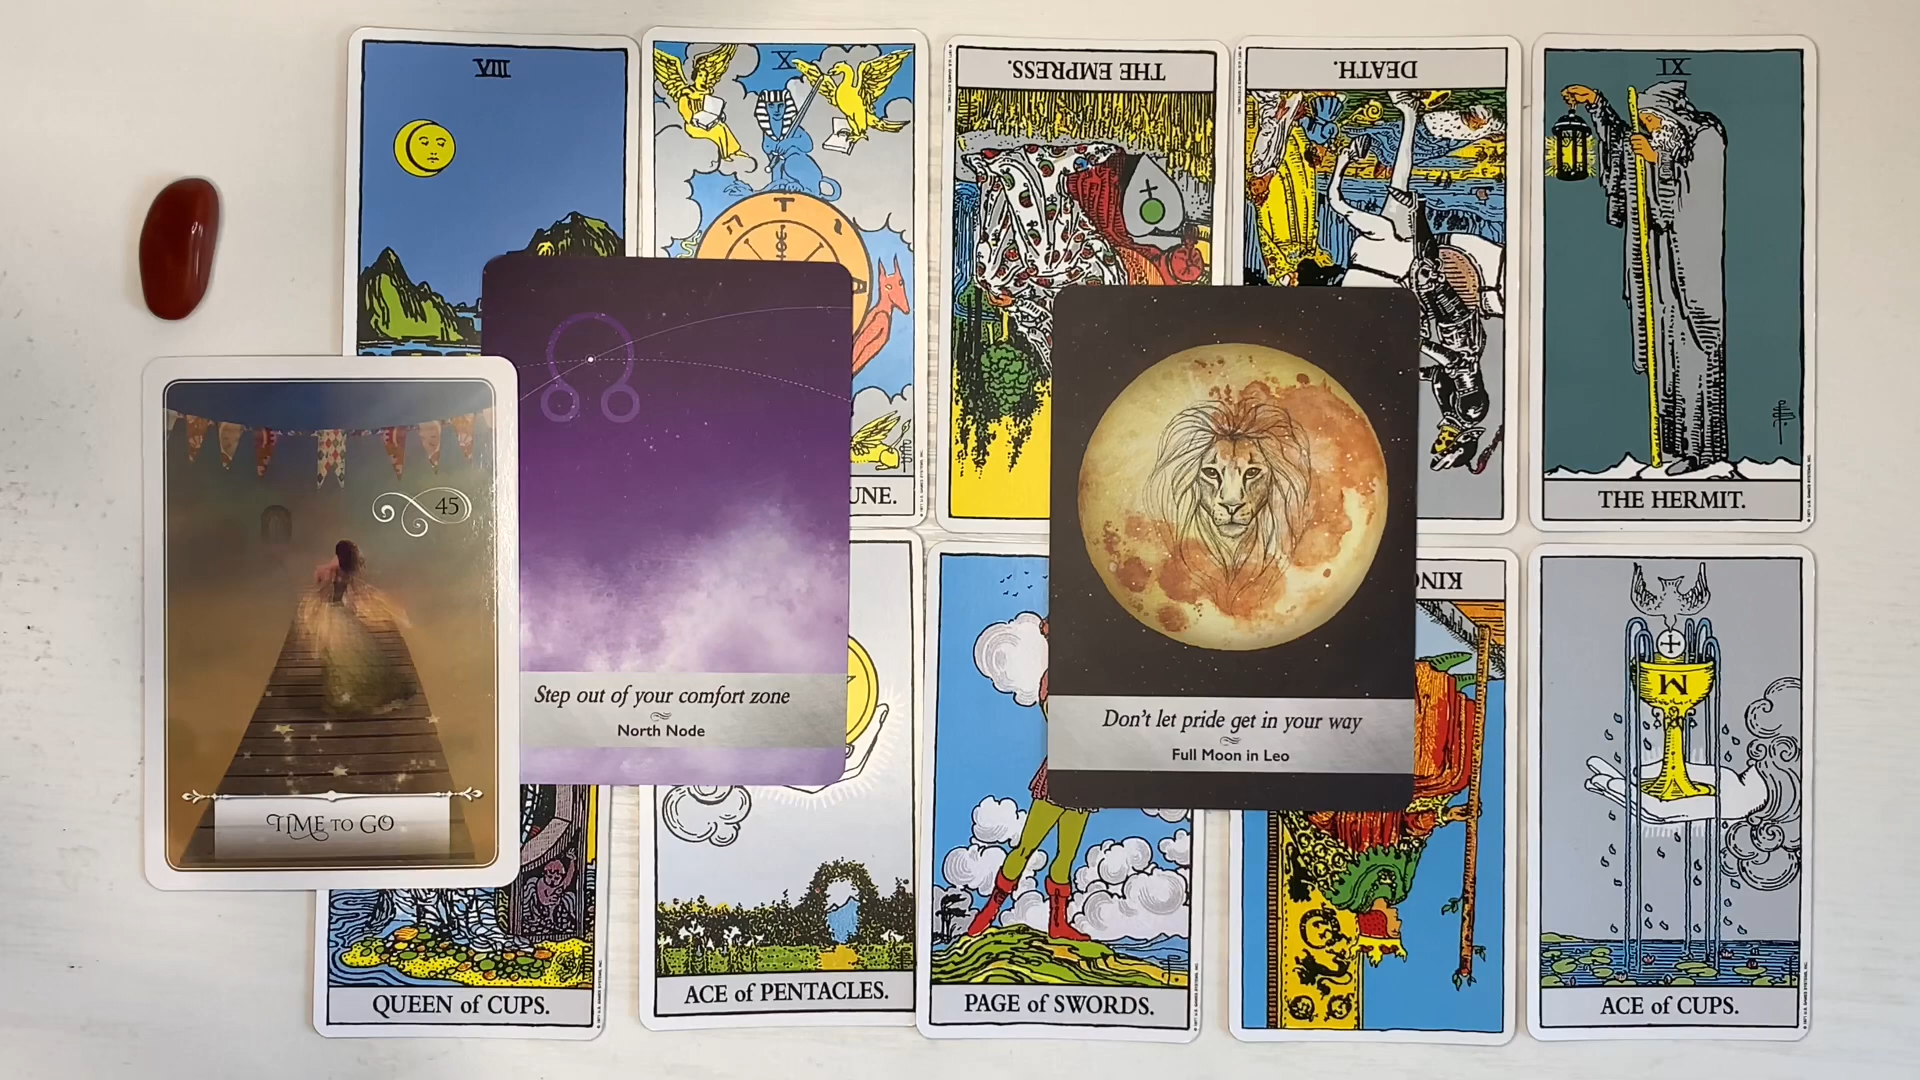 VIII
X
THE EMPRESS.
DEATH.
IX
UNE.
THE HERMIT.
45
TIME TO GO
Step out of your comfort zone
North Node
Don't let pride get in your way
Full Moon in Leo
KING
QUEEN of CUPS.
ACE of PENTACLES.
PAGE of SWORDS.
ACE of CUPS.